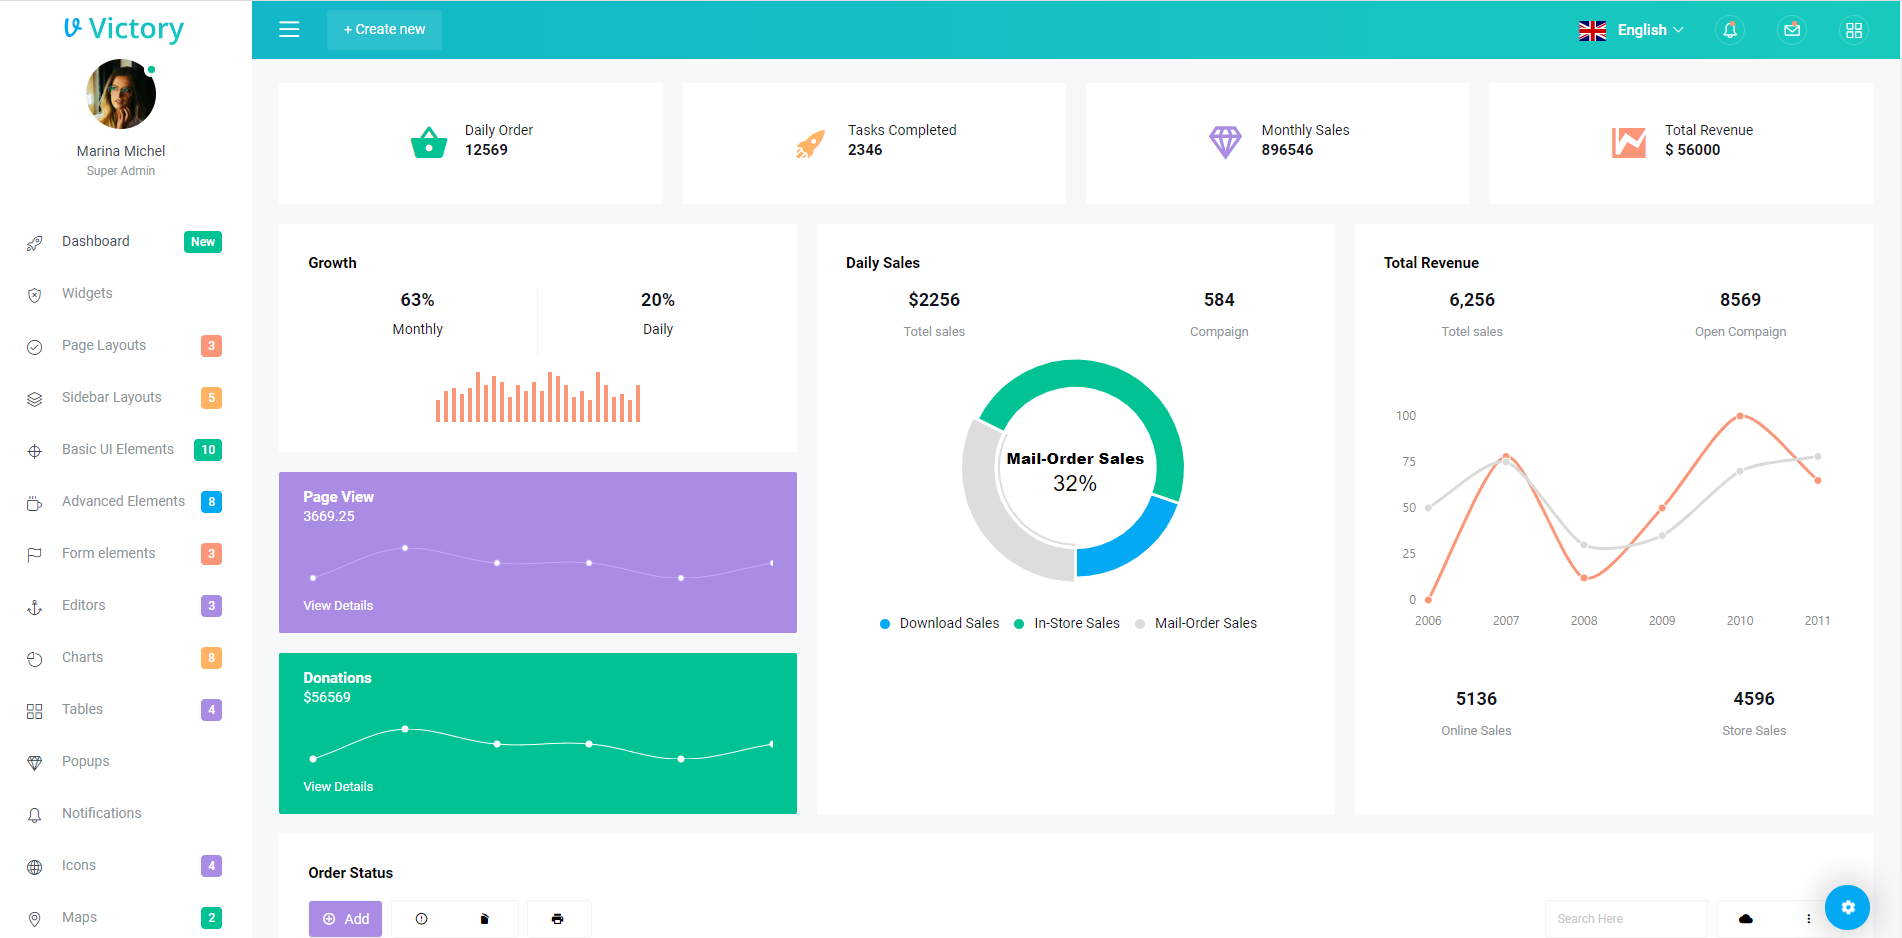 Victory
Marina Michel
Super Admin
Dashboard New
Widgets
Page Layouts 3
Sidebar Layouts 5
Basic UI Elements 10
Advanced Elements 8
Form elements 3
Editors 3
Charts 8
Tables 4
Popups
Notifications
Icons 4
Maps 2
+ Create new
English
Daily Order
12569
Tasks Completed
2346
Monthly Sales
896546
Total Revenue
$ 56000
Growth
63% 20%
Monthly Daily
Page View
3669.25
View Details
Donations
$56569
View Details
Daily Sales
$2256 584
Totel sales Compaign
Mail-Order Sales
32%
Download Sales In-Store Sales Mail-Order Sales
Total Revenue
6,256 8569
Totel sales Open Compaign
100
75
50
25
0
2006 2007 2008 2009 2010 2011
5136 4596
Online Sales Store Sales
Order Status
Add Search Here